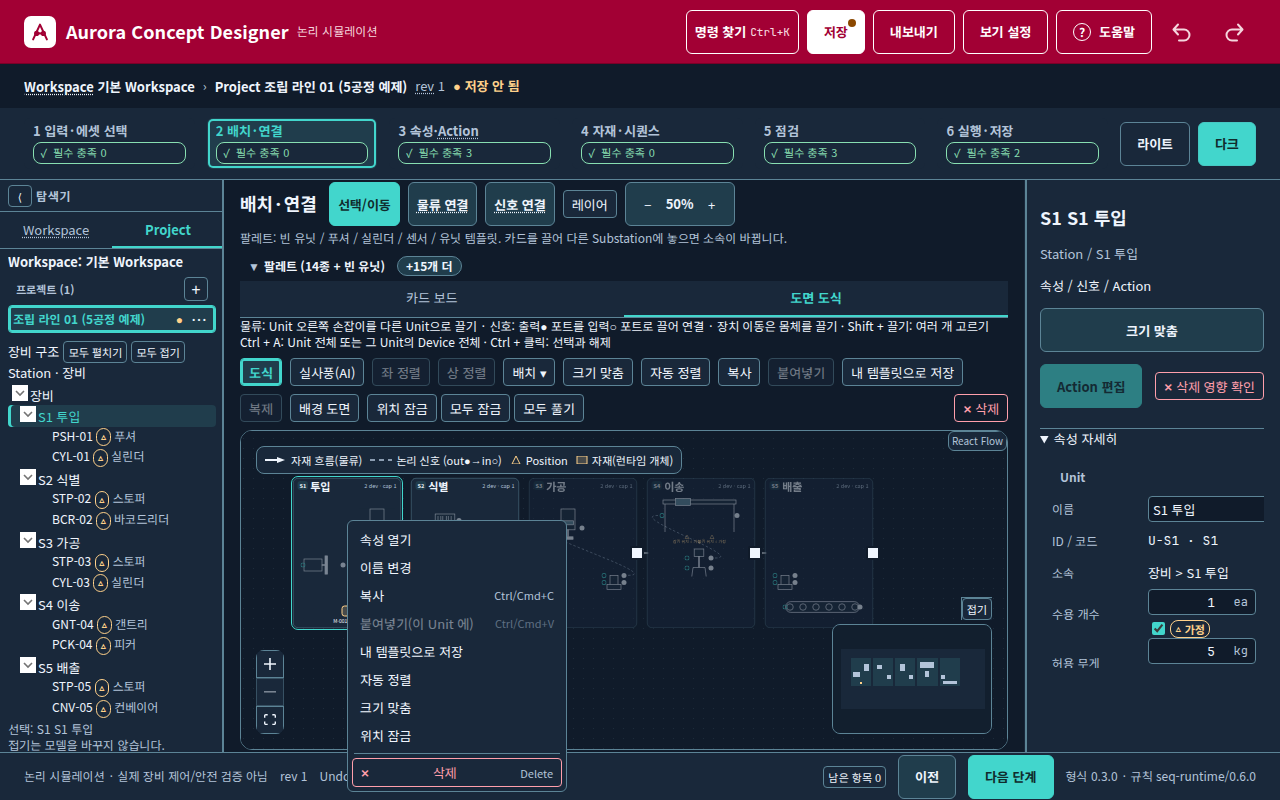 Aurora Concept Designer 논리 시뮬레이션
명령 찾기 Ctrl+K
저장
내보내기
보기 설정
? 도움말
Workspace 기본 Workspace › Project 조립 라인 01 (5공정 예제) rev 1 ● 저장 안 됨
1 입력·에셋 선택
✓ 필수 충족 0
2 배치·연결
✓ 필수 충족 0
3 속성·Action
✓ 필수 충족 3
4 자재·시퀀스
✓ 필수 충족 0
5 점검
✓ 필수 충족 3
6 실행·저장
✓ 필수 충족 2
라이트
다크
⟨ 탐색기
Workspace
Project
Workspace: 기본 Workspace
프로젝트 (1)
+
조립 라인 01 (5공정 예제) ● ···
장비 구조 모두 펼치기 모두 접기
Station · 장비
장비
S1 투입
PSH-01 푸셔
CYL-01 실린더
S2 식별
STP-02 스토퍼
BCR-02 바코드리더
S3 가공
STP-03 스토퍼
CYL-03 실린더
S4 이송
GNT-04 갠트리
PCK-04 피커
S5 배출
STP-05 스토퍼
CNV-05 컨베이어
선택: S1 S1 투입
접기는 모델을 바꾸지 않습니다.
배치·연결
선택/이동
물류 연결
신호 연결
레이어
− 50% +
팔레트: 빈 유닛 / 푸셔 / 실린더 / 센서 / 유닛 템플릿. 카드를 끌어 다른 Substation에 놓으면 소속이 바뀝니다.
▼ 팔레트 (14종 + 빈 유닛) +15개 더
카드 보드
도면 도식
물류: Unit 오른쪽 손잡이를 다른 Unit으로 끌기 · 신호: 출력● 포트를 입력○ 포트로 끌어 연결 · 장치 이동은 몸체를 끌기 · Shift + 끌기: 여러 개 고르기
Ctrl + A: Unit 전체 또는 그 Unit의 Device 전체 · Ctrl + 클릭: 선택과 해제
도식
실사풍(AI)
좌 정렬
상 정렬
배치 ▾
크기 맞춤
자동 정렬
복사
붙여넣기
내 템플릿으로 저장
복제
배경 도면
위치 잠금
모두 잠금
모두 풀기
× 삭제
React Flow
자재 흐름(물류) 논리 신호 (out●→in○) Position 자재(런타임 개체)
S1 투입 2 dev · cap 1
S2 식별 2 dev · cap 1
S3 가공 2 dev · cap 1
S4 이송 2 dev · cap 1
S5 배출 2 dev · cap 1
속성 열기
이름 변경
복사 Ctrl/Cmd+C
붙여넣기(이 Unit 에) Ctrl/Cmd+V
내 템플릿으로 저장
자동 정렬
크기 맞춤
위치 잠금
× 삭제 Delete
접기
S1 S1 투입
Station / S1 투입
속성 / 신호 / Action
크기 맞춤
Action 편집
× 삭제 영향 확인
▼ 속성 자세히
Unit
이름 S1 투입
ID / 코드 U-S1 · S1
소속 장비 > S1 투입
수용 개수 1 ea
가정
허용 무게 5 kg
논리 시뮬레이션 · 실제 장비 제어/안전 검증 아님 rev 1
남은 항목 0
이전
다음 단계
형식 0.3.0 · 규칙 seq-runtime/0.6.0